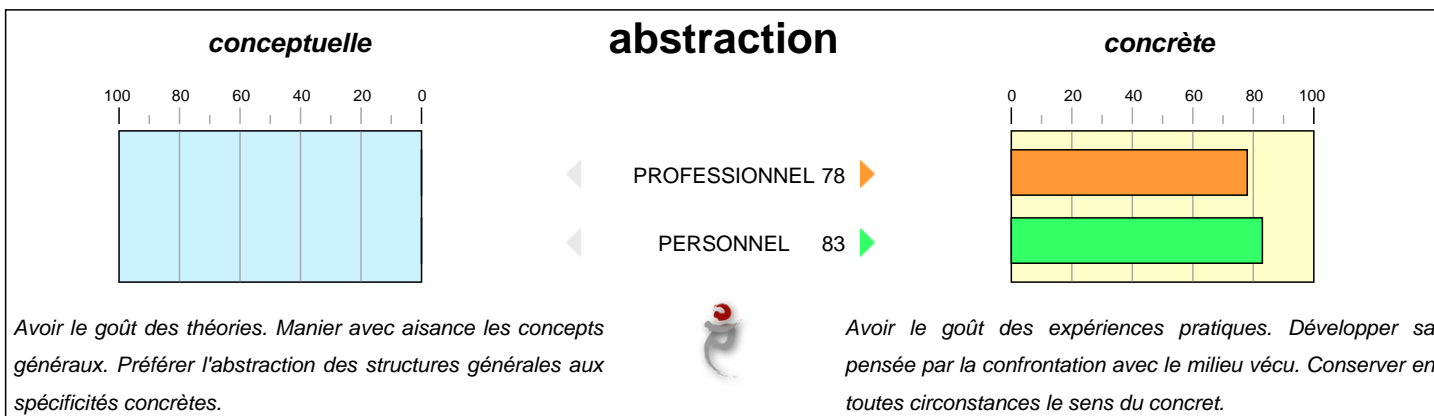 conceptuelle
abstraction
concrète
100 80 60 40 20 0
0 20 40 60 80 100
PROFESSIONNEL 78
PERSONNEL 83
Avoir le goût des théories. Manier avec aisance les concepts
généraux. Préférer l'abstraction des structures générales aux
spécificités concrètes.
Avoir le goût des expériences pratiques. Développer sa
pensée par la confrontation avec le milieu vécu. Conserver en
toutes circonstances le sens du concret.